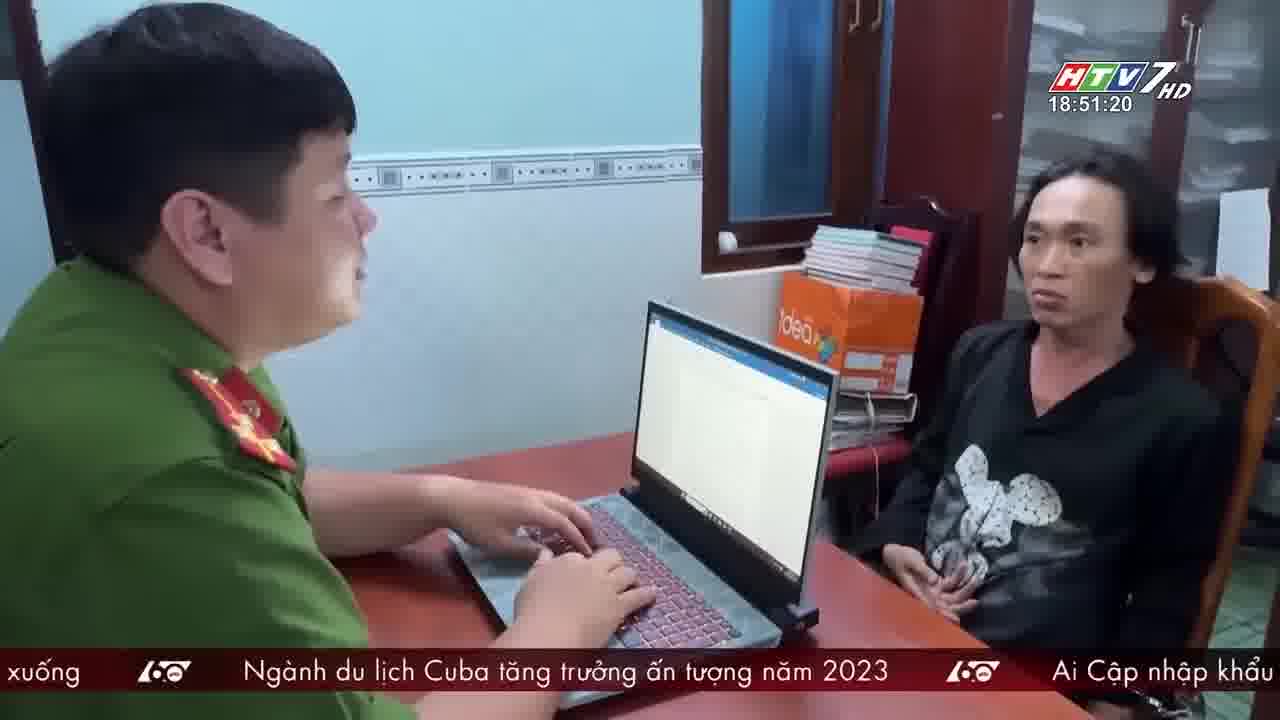 HTV7 HD
18:51:20
idea
xuống
Ngành du lịch Cuba tăng trưởng ấn tượng năm 2023
Ai Cập nhập khẩu